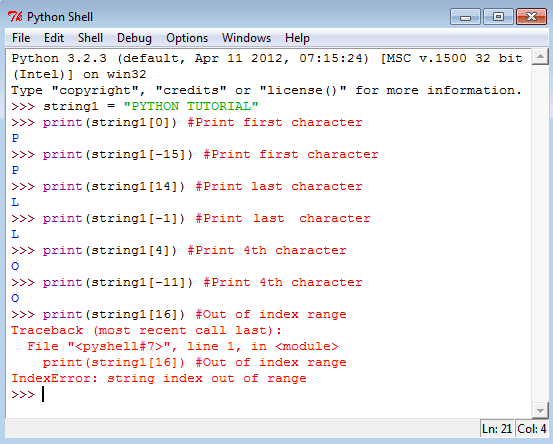 Python Shell
File Edit Shell Debug Options Windows Help
Python 3.2.3 (default, Apr 11 2012, 07:15:24) [MSC v.1500 32 bit
(Intel)] on win32
Type "copyright", "credits" or "license()" for more information.
>>> string1 = "PYTHON TUTORIAL"
>>> print(string1[0]) #Print first character
P
>>> print(string1[-15]) #Print first character
P
>>> print(string1[14]) #Print last character
L
>>> print(string1[-1]) #Print last  character
L
>>> print(string1[4]) #Print 4th character
O
>>> print(string1[-11]) #Print 4th character
O
>>> print(string1[16]) #Out of index range
Traceback (most recent call last):
  File "<pyshell#7>", line 1, in <module>
    print(string1[16]) #Out of index range
IndexError: string index out of range
>>>
Ln: 21 Col: 4